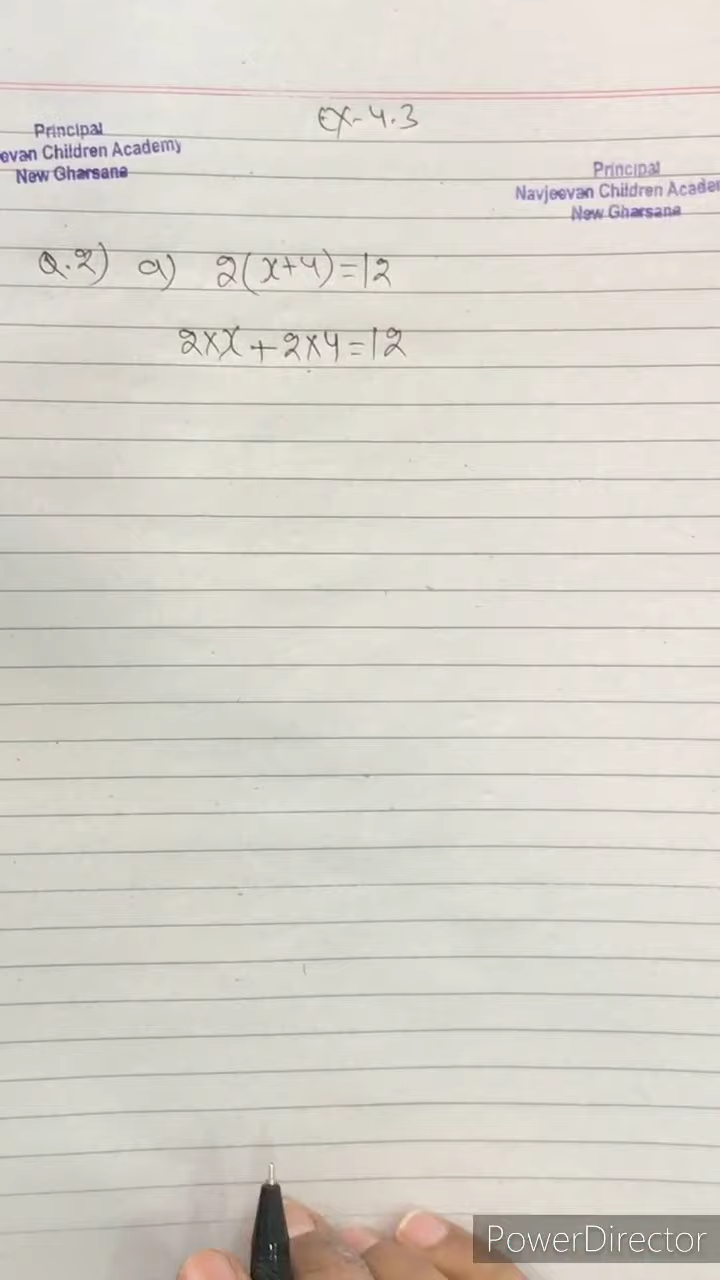 Ex-4.3
Principal
evan Children Academy
New Gharsana
Principal
Navjeevan Children Acade
New Gharsana
Q.2) a) 2(x+4)=12
2×x+2×4=12
PowerDirector